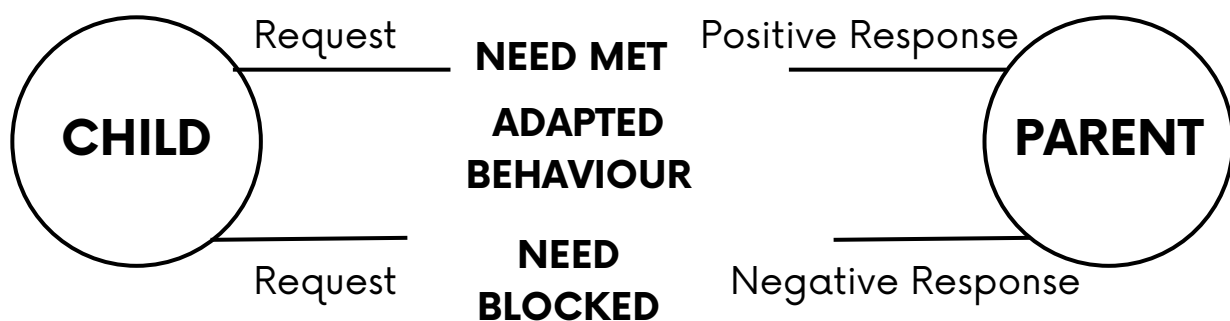 Request
NEED MET
Positive Response
CHILD
ADAPTED
BEHAVIOUR
PARENT
Request
NEED
BLOCKED
Negative Response